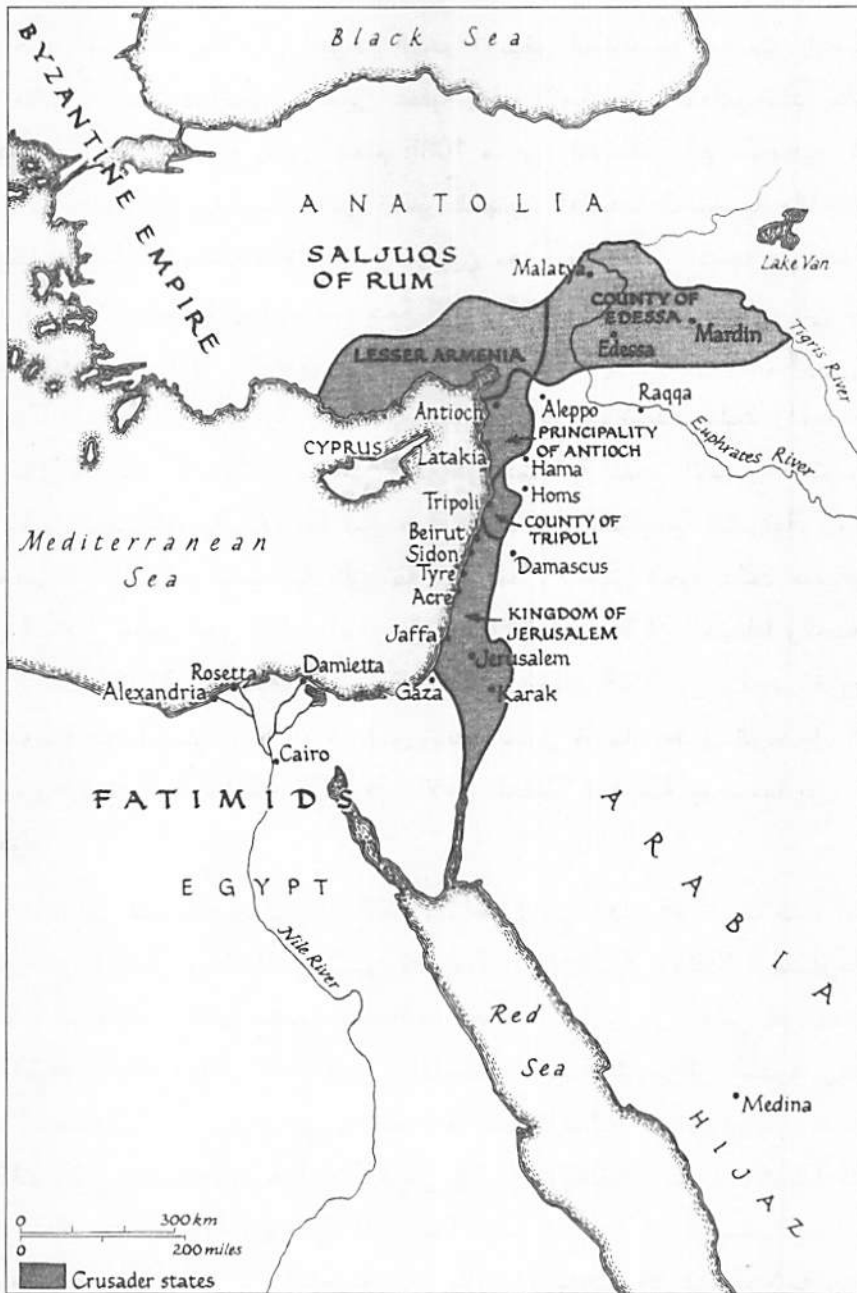 Black Sea
BYZANTINE EMPIRE
ANATOLIA
SALJUQS
OF RUM
Malatya
Lake Van
COUNTY OF
EDESSA
Mardin
Edessa
LESSER ARMENIA
Tigris River
Antioch
Aleppo
Raqqa
PRINCIPALITY
OF ANTIOCH
Euphrates River
CYPRUS
Latakia
Hama
Homs
Tripoli
COUNTY OF
TRIPOLI
Beirut
Sidon
Damascus
Mediterranean
Sea
Tyre
Acre
KINGDOM OF
JERUSALEM
Jaffa
Jerusalem
Rosetta
Damietta
Alexandria
Gaza
Karak
Cairo
FATIMIDS
ARABIA
EGYPT
Nile River
Red
Sea
Medina
HIJAZ
0 300 km
0 200 miles
Crusader states